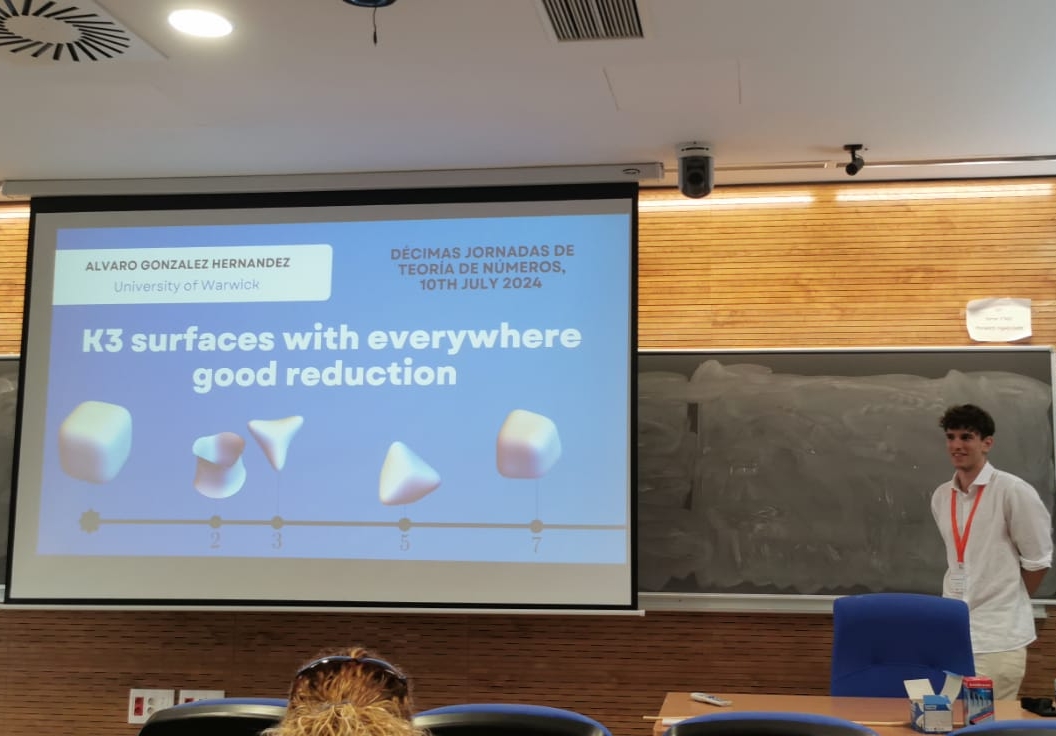 ALVARO GONZALEZ HERNANDEZ
University of Warwick
DÉCIMAS JORNADAS DE
TEORÍA DE NÚMEROS,
10TH JULY 2024
K3 surfaces with everywhere
good reduction
2 3 5 7